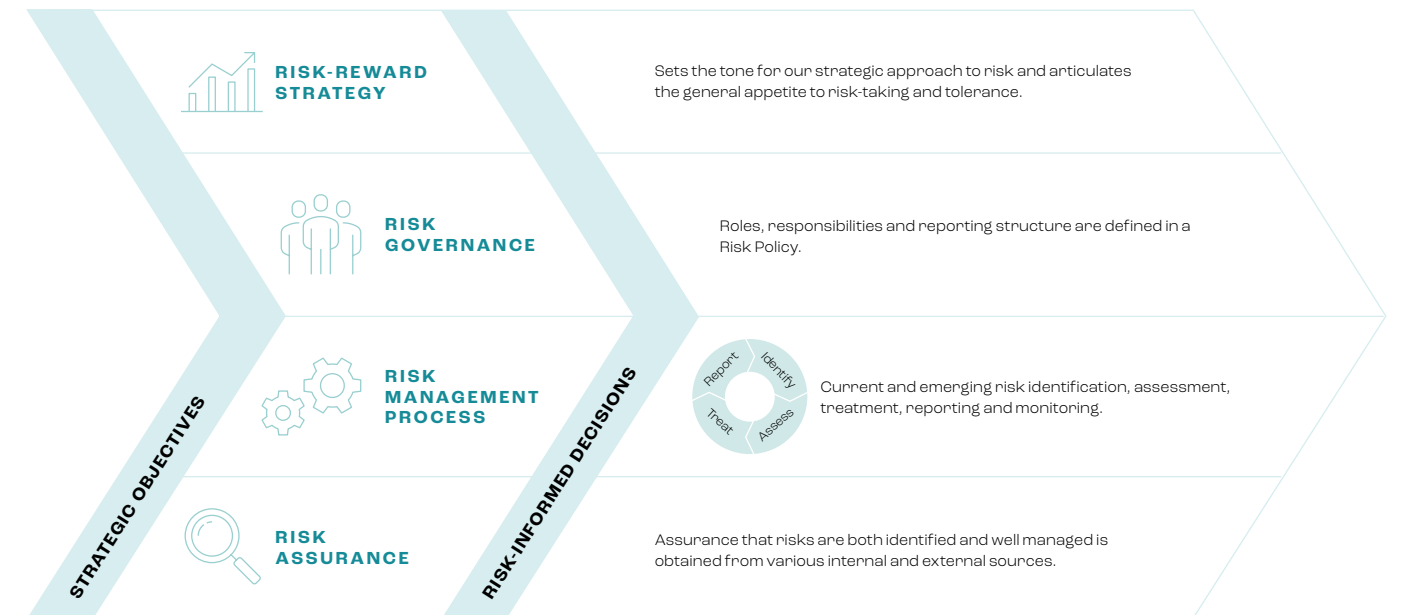 RISK-REWARD
STRATEGY
Sets the tone for our strategic approach to risk and articulates
the general appetite to risk-taking and tolerance.
RISK
GOVERNANCE
Roles, responsibilities and reporting structure are defined in a
Risk Policy.
RISK
MANAGEMENT
PROCESS
Report
Identify
Assess
Treat
Current and emerging risk identification, assessment,
treatment, reporting and monitoring.
RISK
ASSURANCE
Assurance that risks are both identified and well managed is
obtained from various internal and external sources.
STRATEGIC OBJECTIVES
RISK-INFORMED DECISIONS